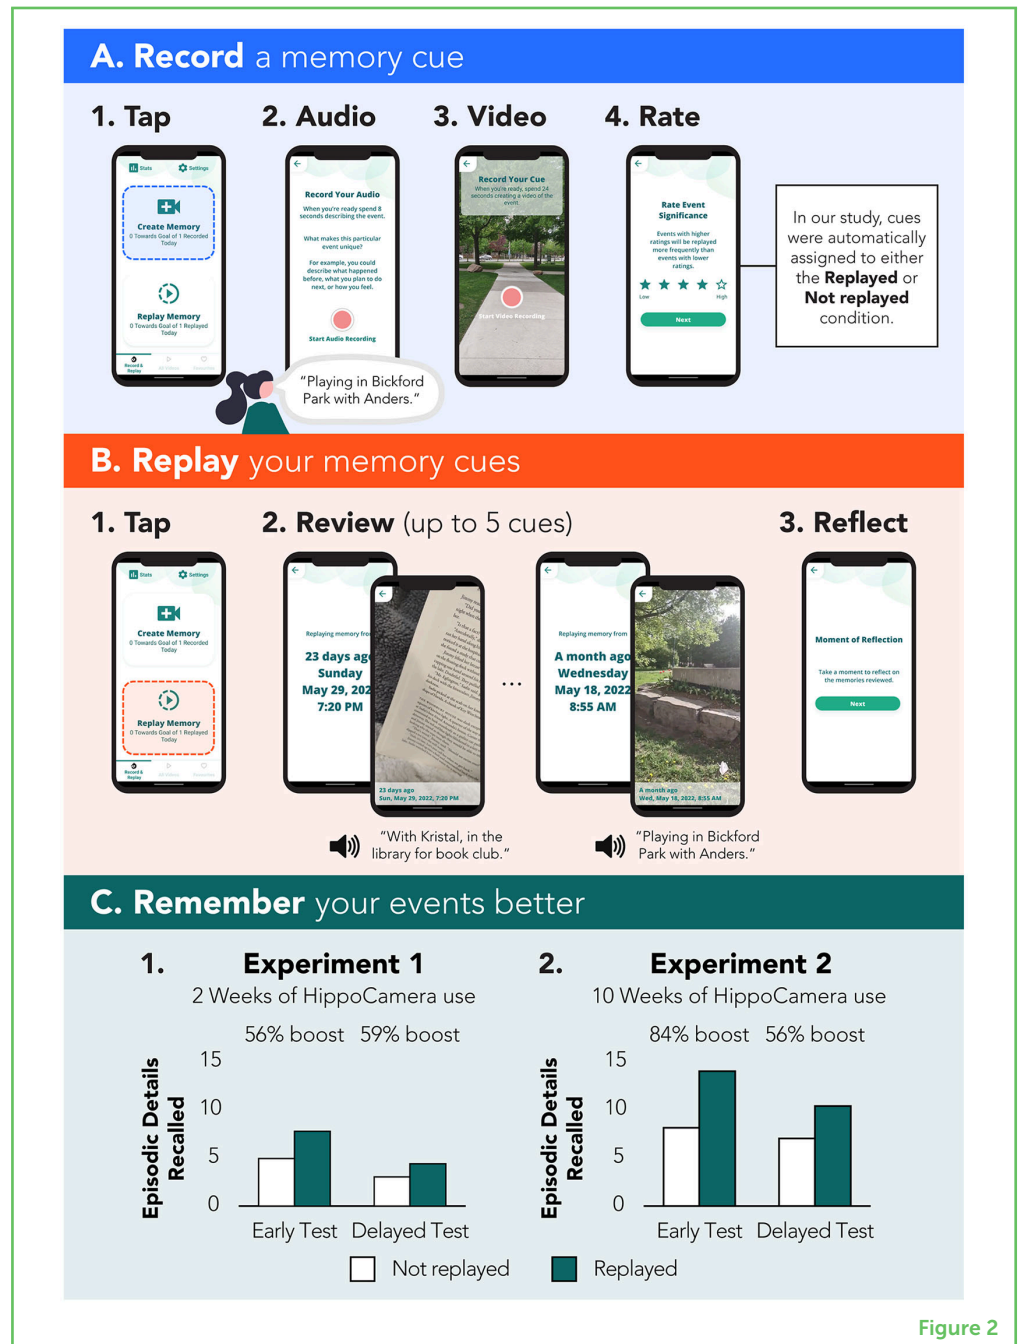 A. Record a memory cue
1. Tap
2. Audio
3. Video
4. Rate
Stats
Settings
Create Memory
0 Towards Goal of 1 Recorded
Today
Replay Memory
0 Towards Goal of 1 Replayed
Today
Record &
Replay
Record Your Audio
When you're ready spend 8
seconds describing the event.
What makes this particular
event unique?
For example, you could
describe what happened
before, what you plan to do
next, or how you feel.
Start Audio Recording
"Playing in Bickford
Park with Anders."
Record Your Cue
When you're ready, spend 24
seconds creating a video of the
event.
Start Video Recording
Rate Event
Significance
Events with higher
ratings will be replayed
more frequently than
events with lower
ratings.
Low
High
Next
In our study, cues
were automatically
assigned to either
the Replayed or
Not replayed
condition.
B. Replay your memory cues
1. Tap
2. Review (up to 5 cues)
3. Reflect
Stats
Settings
Create Memory
0 Towards Goal of 1 Recorded
Today
Replay Memory
0 Towards Goal of 1 Replayed
Today
Record &
Replay
Replaying memory from
23 days ago
Sunday
May 29, 202
7:20 PM
23 days ago
Sun, May 29, 2022, 7:20 PM
"With Kristal, in the
library for book club."
...
Replaying memory from
A month ago
Wednesday
May 18, 2022
8:55 AM
A month ago
Wed, May 18, 2022, 8:55 AM
"Playing in Bickford
Park with Anders."
Moment of Reflection
Take a moment to reflect on
the memories reviewed.
Next
C. Remember your events better
1. Experiment 1
2 Weeks of HippoCamera use
56% boost 59% boost
Episodic Details
Recalled
15
10
5
0
Early Test Delayed Test
2. Experiment 2
10 Weeks of HippoCamera use
84% boost 56% boost
Episodic Details
Recalled
15
10
5
0
Early Test Delayed Test
Not replayed
Replayed
Figure 2